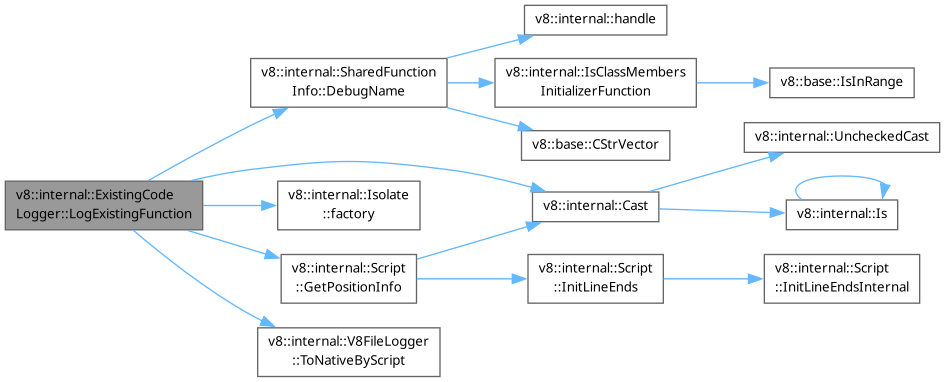 v8::internal::ExistingCode
Logger::LogExistingFunction
v8::internal::SharedFunction
Info::DebugName
v8::internal::handle
v8::internal::IsClassMembers
InitializerFunction
v8::base::IsInRange
v8::base::CStrVector
v8::internal::Isolate
::factory
v8::internal::Cast
v8::internal::UncheckedCast
v8::internal::Is
v8::internal::Script
::GetPositionInfo
v8::internal::Script
::InitLineEnds
v8::internal::Script
::InitLineEndsInternal
v8::internal::V8FileLogger
::ToNativeByScript